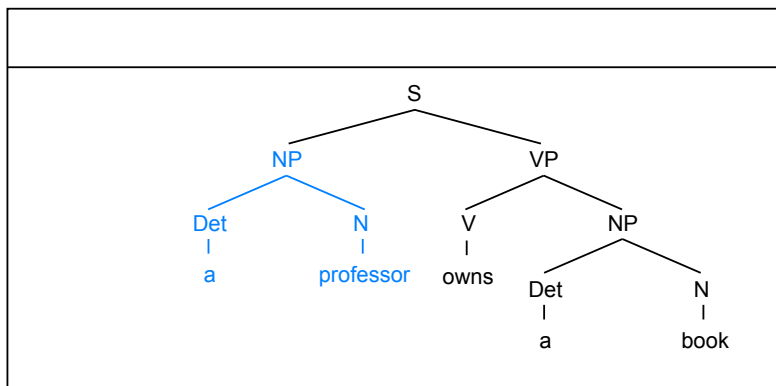 S
NP VP
Det N V NP
a professor owns
Det N
a book